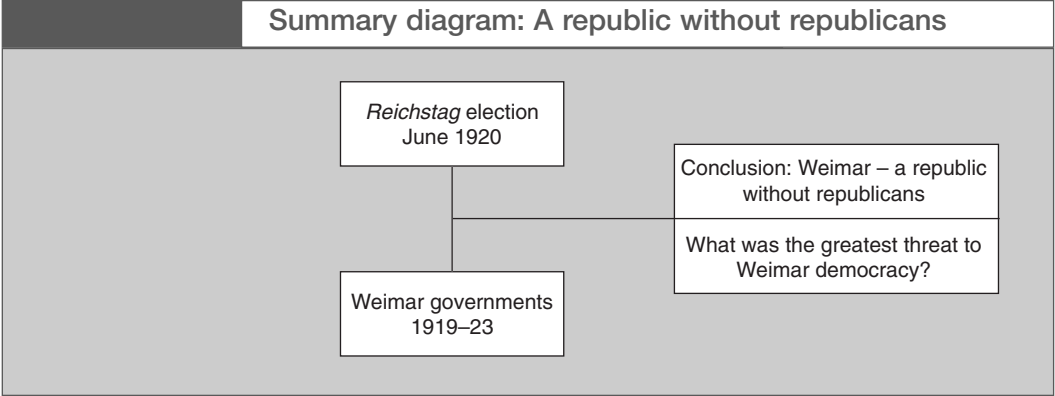 Summary diagram: A republic without republicans
Reichstag election
June 1920
Conclusion: Weimar – a republic
without republicans
What was the greatest threat to
Weimar democracy?
Weimar governments
1919–23